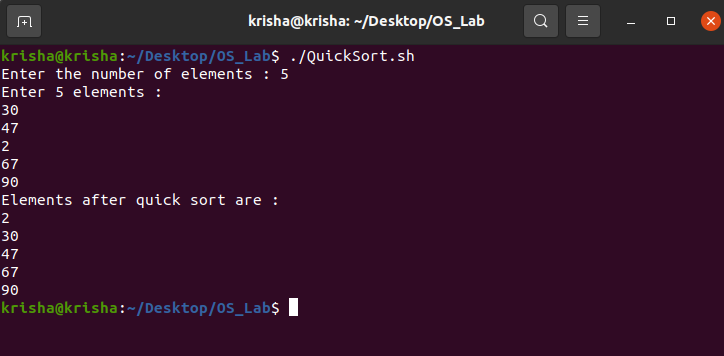 krisha@krisha: ~/Desktop/OS_Lab
krisha@krisha:~/Desktop/OS_Lab$ ./QuickSort.sh
Enter the number of elements : 5
Enter 5 elements :
30
47
2
67
90
Elements after quick sort are :
2
30
47
67
90
krisha@krisha:~/Desktop/OS_Lab$